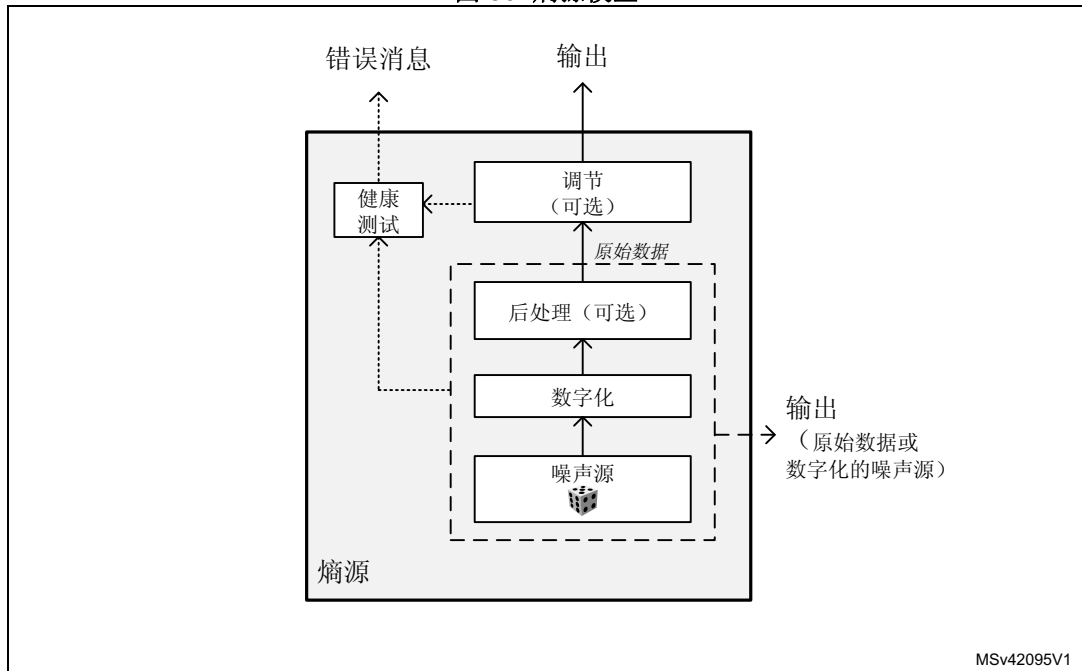 错误消息
输出
调节
（可选）
健康
测试
原始数据
后处理（可选）
数字化
输出
（原始数据或
数字化的噪声源）
噪声源
熵源
MSv42095V1